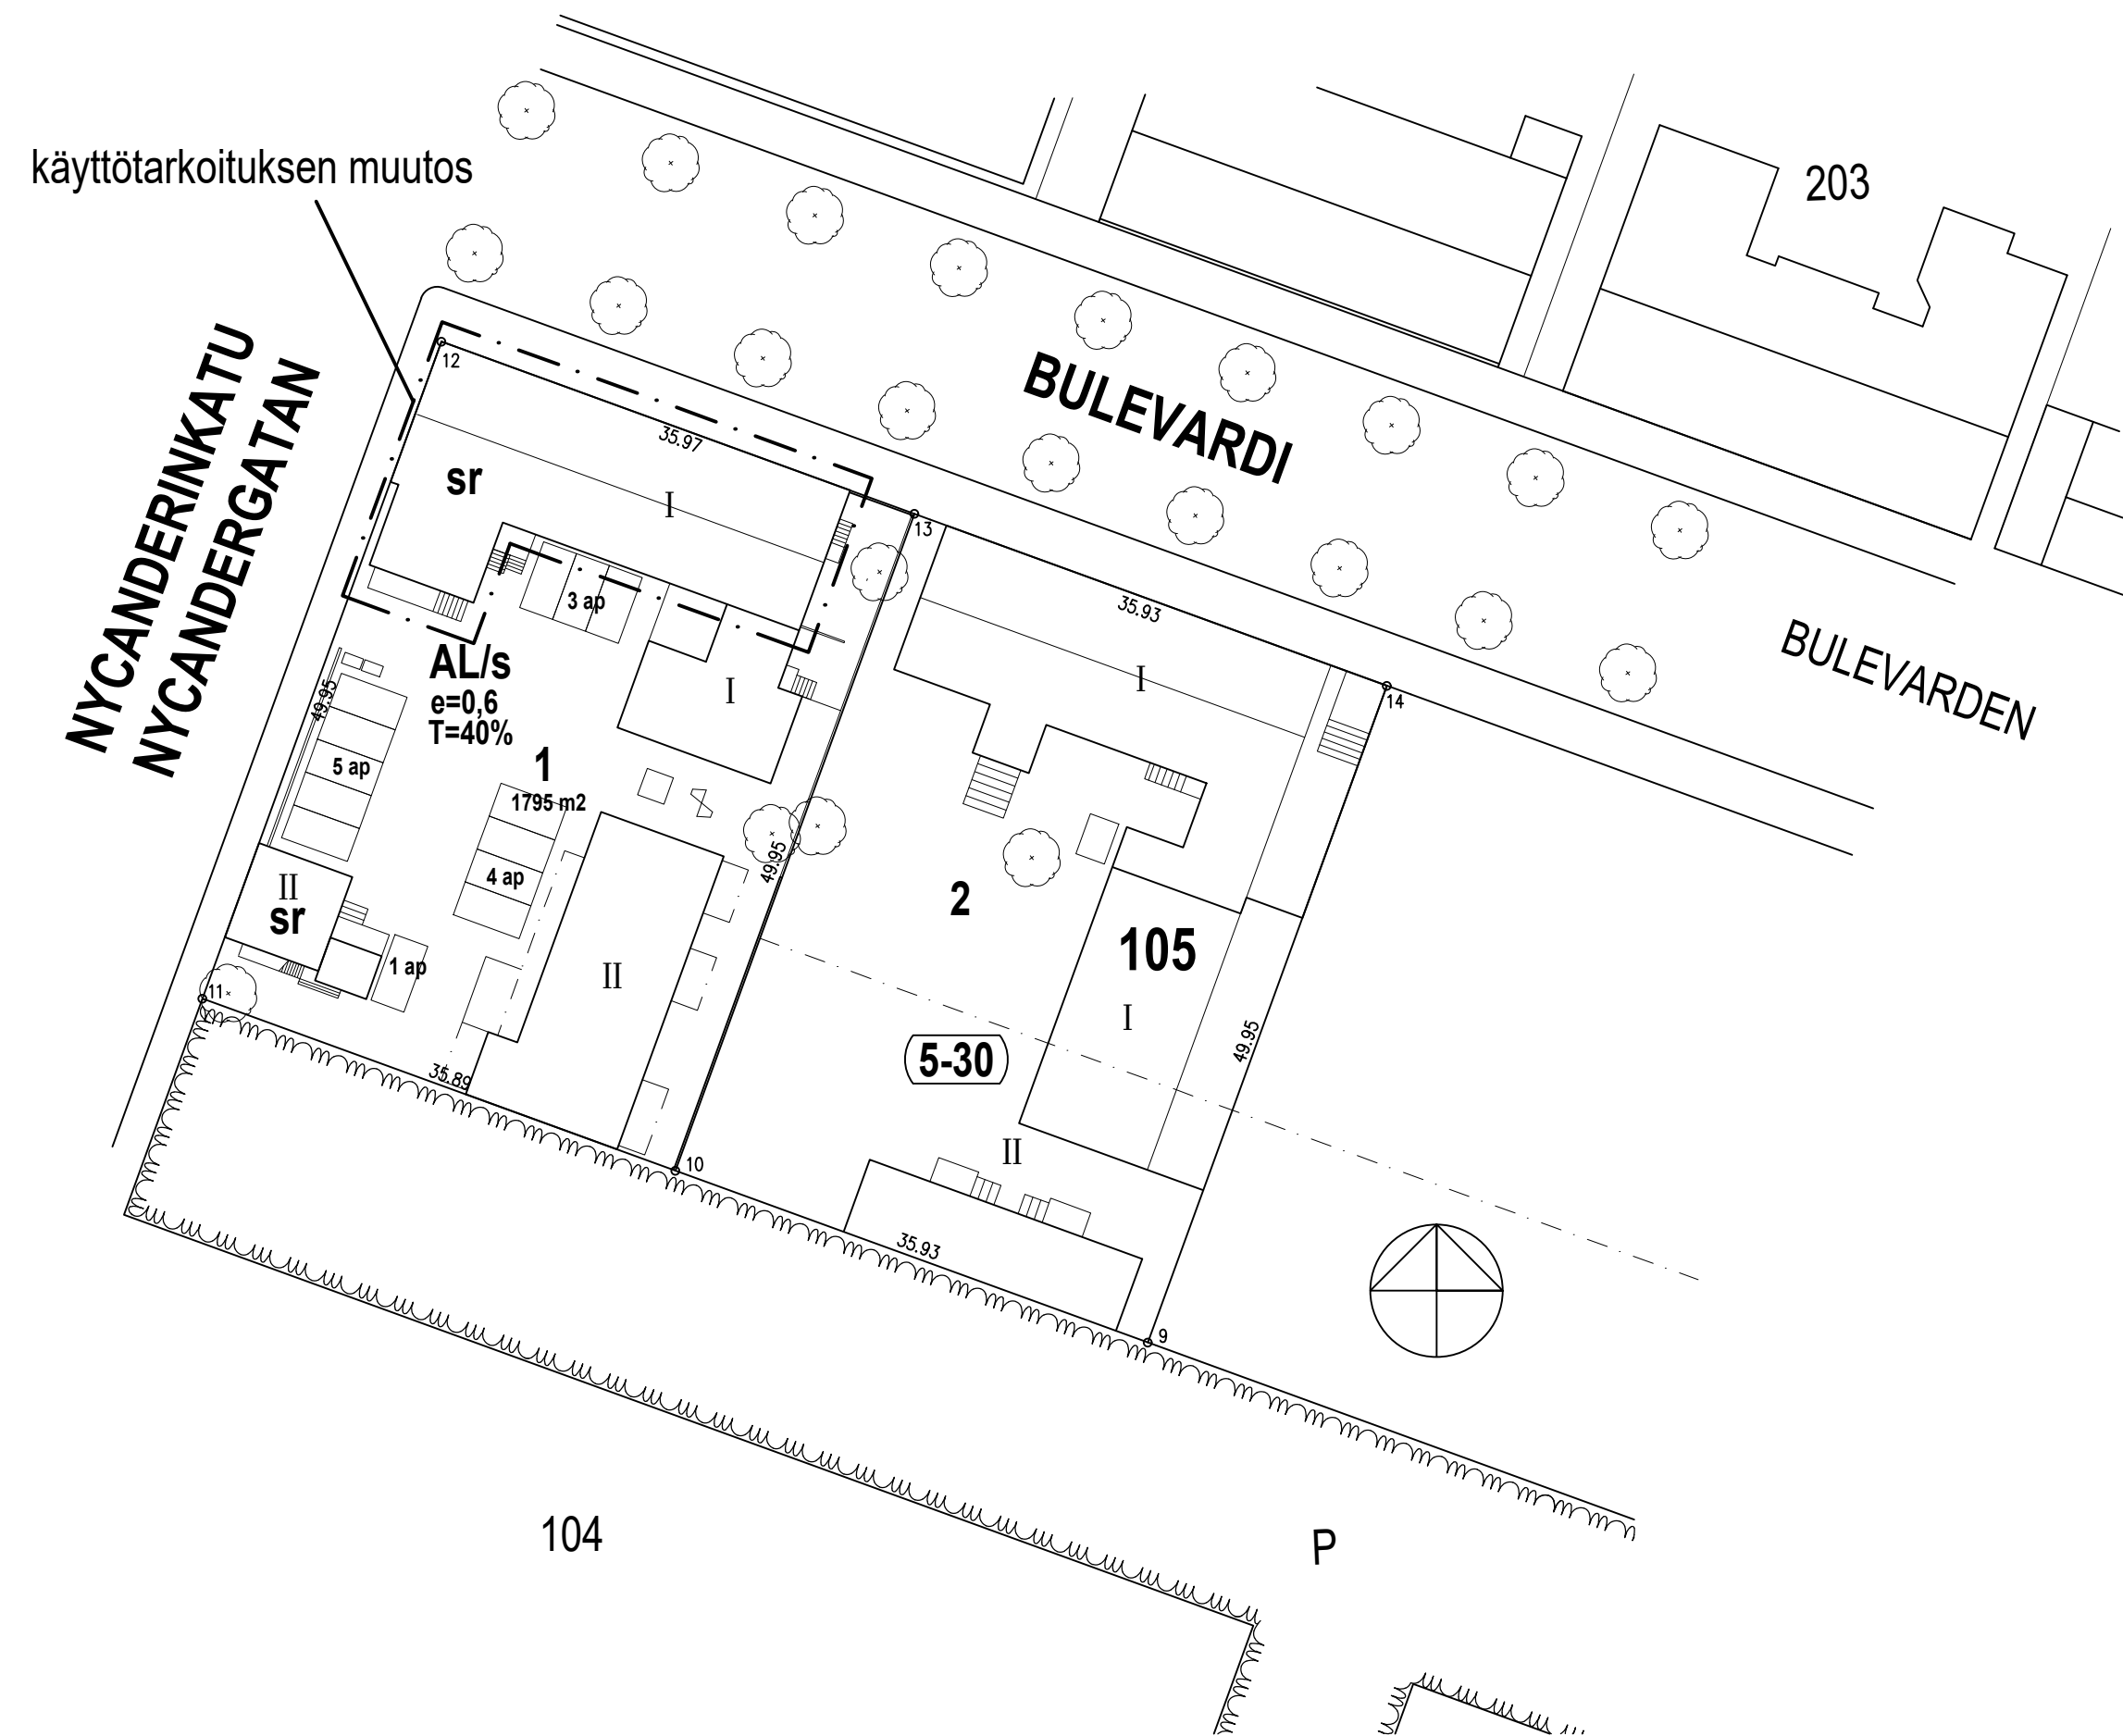 käyttötarkoituksen muutos
203
NYCANDERINKATU
NYCANDERGATAN
BULEVARDI
BULEVARDEN
12
35.97
sr
I
13
3 ap
35.93
I
14
AL/s
e=0,6
T=40%
I
49.95
5 ap
1
1795 m2
4 ap
49.95
II
sr
2
105
1 ap
II
11
I
49.95
5-30
35.89
10
II
35.93
9
104
P